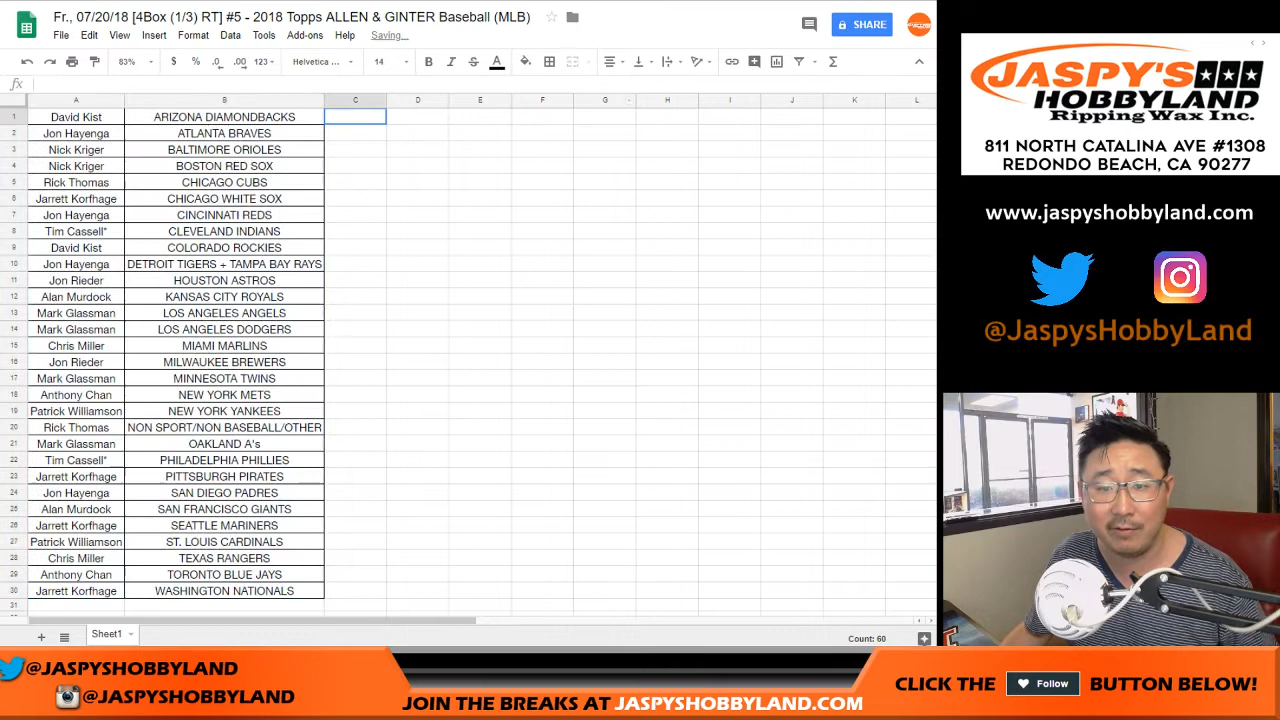 Fr., 07/20/18 [4Box (1/3) RT] #5 - 2018 Topps ALLEN & GINTER Baseball (MLB)
File Edit View Insert Format Data Tools Add-ons Help Saving...
SHARE
83% $ % .0 .00 123 Helvetica ... 14 B I S A
fx
A B C D E F G H I J K L
1 David Kist ARIZONA DIAMONDBACKS
2 Jon Hayenga ATLANTA BRAVES
3 Nick Kriger BALTIMORE ORIOLES
4 Nick Kriger BOSTON RED SOX
5 Rick Thomas CHICAGO CUBS
6 Jarrett Korfhage CHICAGO WHITE SOX
7 Jon Hayenga CINCINNATI REDS
8 Tim Cassell* CLEVELAND INDIANS
9 David Kist COLORADO ROCKIES
10 Jon Hayenga DETROIT TIGERS + TAMPA BAY RAYS
11 Jon Rieder HOUSTON ASTROS
12 Alan Murdock KANSAS CITY ROYALS
13 Mark Glassman LOS ANGELES ANGELS
14 Mark Glassman LOS ANGELES DODGERS
15 Chris Miller MIAMI MARLINS
16 Jon Rieder MILWAUKEE BREWERS
17 Mark Glassman MINNESOTA TWINS
18 Anthony Chan NEW YORK METS
19 Patrick Williamson NEW YORK YANKEES
20 Rick Thomas NON SPORT/NON BASEBALL/OTHER
21 Mark Glassman OAKLAND A's
22 Tim Cassell* PHILADELPHIA PHILLIES
23 Jarrett Korfhage PITTSBURGH PIRATES
24 Jon Hayenga SAN DIEGO PADRES
25 Alan Murdock SAN FRANCISCO GIANTS
26 Jarrett Korfhage SEATTLE MARINERS
27 Patrick Williamson ST. LOUIS CARDINALS
28 Chris Miller TEXAS RANGERS
29 Anthony Chan TORONTO BLUE JAYS
30 Jarrett Korfhage WASHINGTON NATIONALS
31
Sheet1
Count: 60
JASPY'S
HOBBYLAND
Ripping Wax Inc.
811 NORTH CATALINA AVE #1308
REDONDO BEACH, CA 90277
www.jaspyshobbyland.com
@JaspysHobbyLand
@JASPYSHOBBYLAND
@JASPYSHOBBYLAND
JOIN THE BREAKS AT JASPYSHOBBYLAND.COM
CLICK THE Follow BUTTON BELOW!